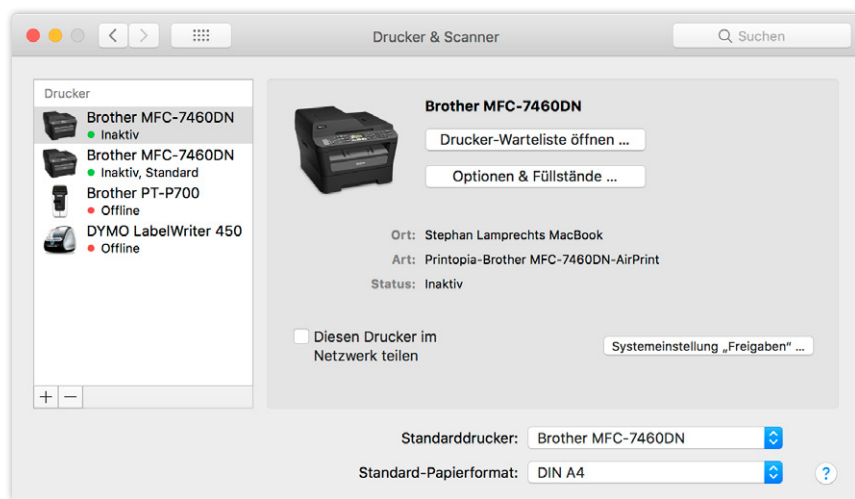 Drucker & Scanner
Suchen
Drucker
Brother MFC-7460DN
Inaktiv
Brother MFC-7460DN
Inaktiv, Standard
Brother PT-P700
Offline
DYMO LabelWriter 450
Offline
+ −
Brother MFC-7460DN
Drucker-Warteliste öffnen ...
Optionen & Füllstände ...
Ort: Stephan Lamprechts MacBook
Art: Printopia-Brother MFC-7460DN-AirPrint
Status: Inaktiv
Diesen Drucker im
Netzwerk teilen
Systemeinstellung „Freigaben“ ...
Standarddrucker: Brother MFC-7460DN
Standard-Papierformat: DIN A4
?